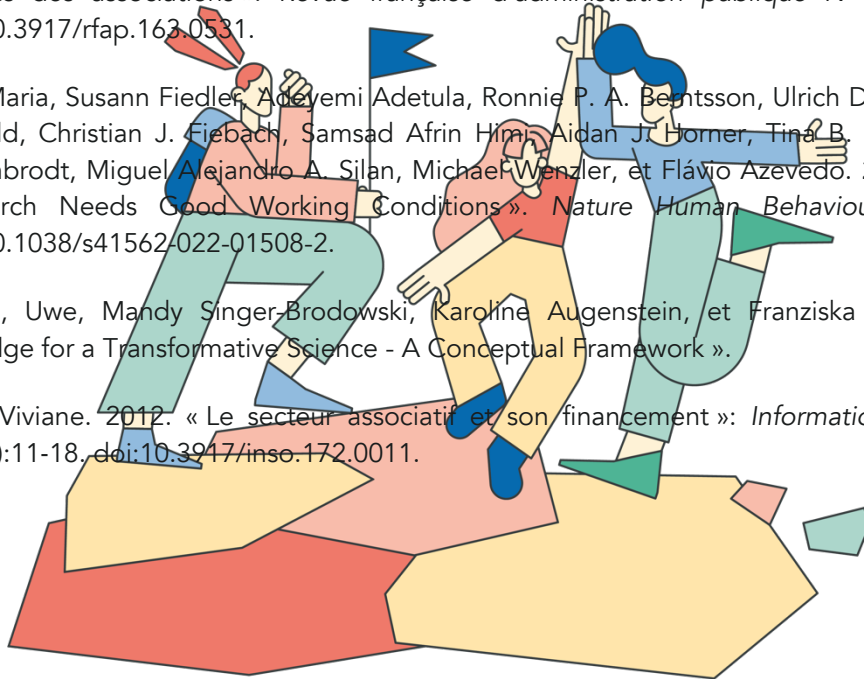 des associations ? Revue française d'administration publique N°
0.3917/rfap.163.0531.
Maria, Susann Fiedler, Adeyemi Adetula, Ronnie P. A. Berntsson, Ulrich D
ld, Christian J. Fiebach, Samsad Afrin Himi, Aidan J. Horner, Tina B.
nbrodt, Miguel Alejandro A. Silan, Michael Wenzler, et Flávio Azevedo.
arch Needs Good Working Conditions ». Nature Human Behaviou
0.1038/s41562-022-01508-2.
, Uwe, Mandy Singer-Brodowski, Karoline Augenstein, et Franziska
dge for a Transformative Science - A Conceptual Framework ».
Viviane. 2012. « Le secteur associatif et son financement »: Informatio
):11-18. doi:10.3917/inso.172.0011.